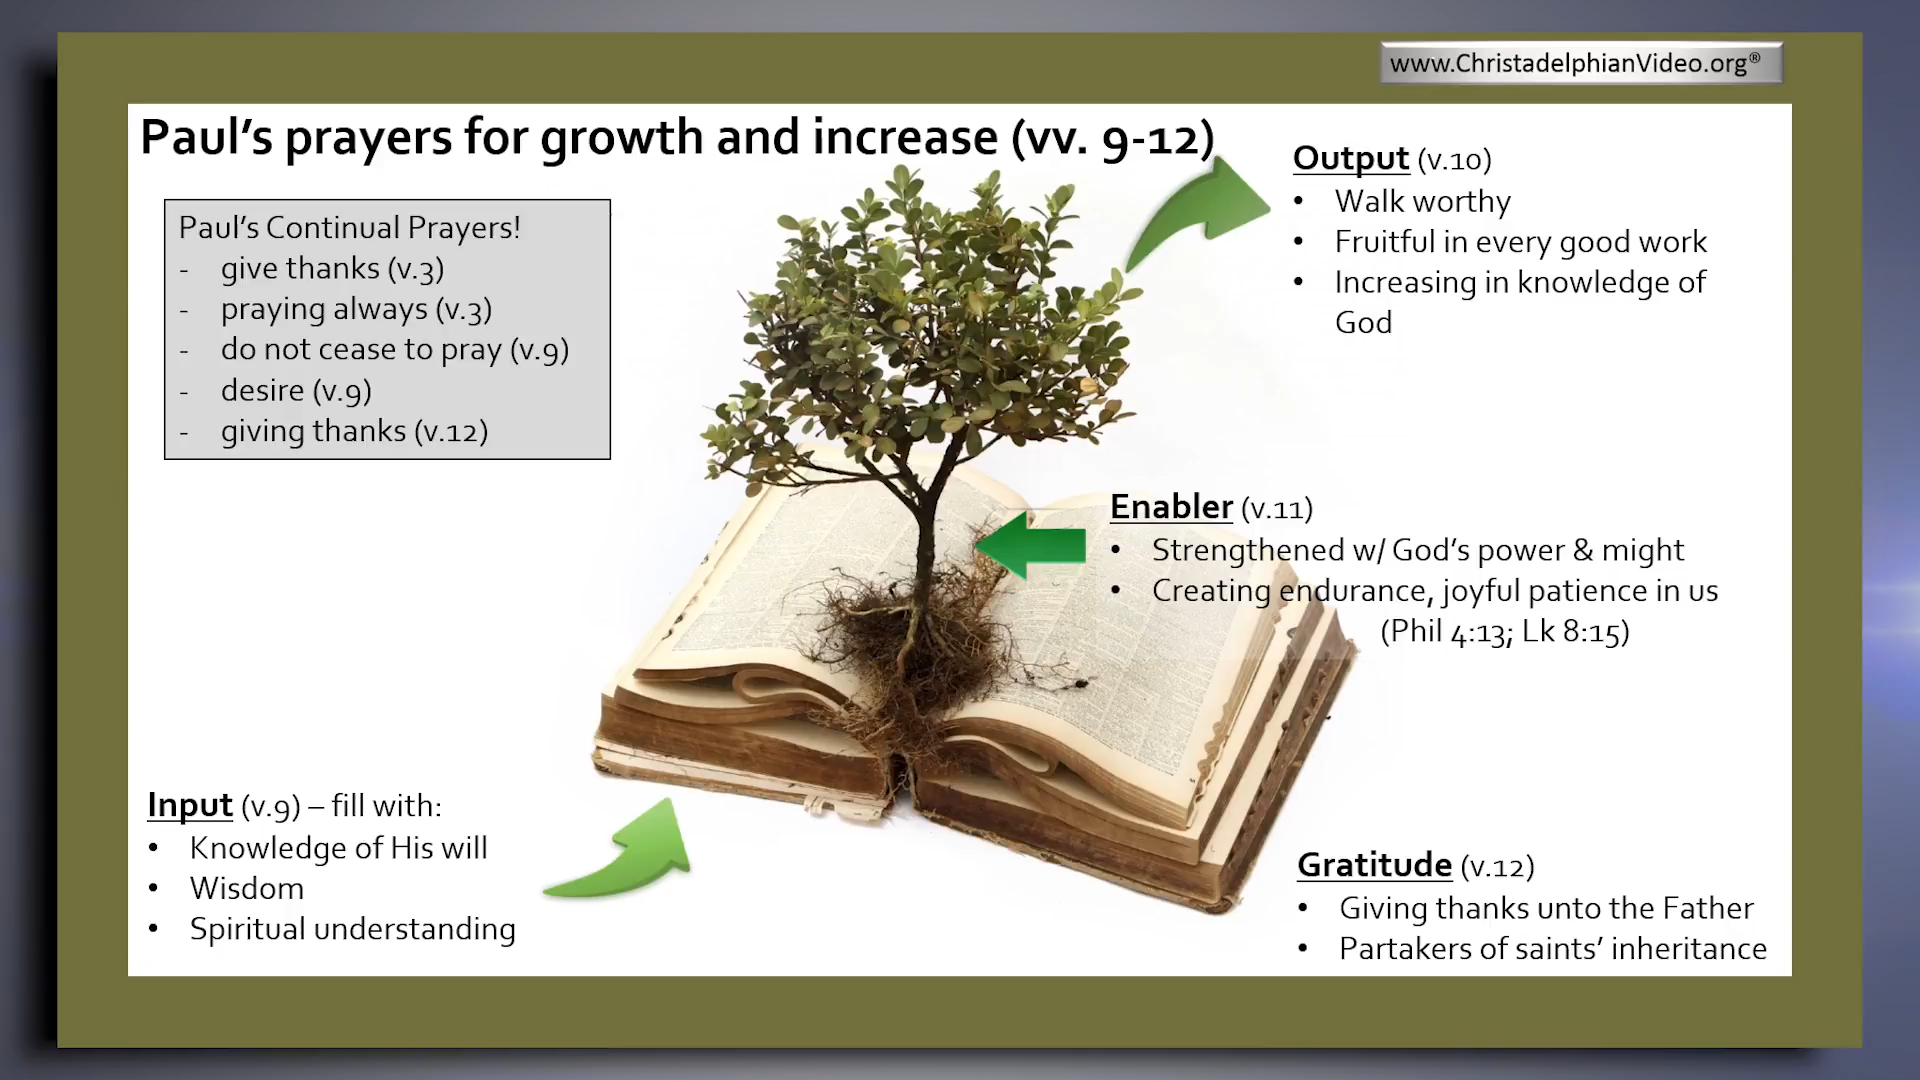 www.ChristadelphianVideo.org®
Paul's prayers for growth and increase (vv. 9-12)
Paul's Continual Prayers!
- give thanks (v.3)
- praying always (v.3)
- do not cease to pray (v.9)
- desire (v.9)
- giving thanks (v.12)
Output (v.10)
• Walk worthy
• Fruitful in every good work
• Increasing in knowledge of
God
Enabler (v.11)
• Strengthened w/ God's power & might
• Creating endurance, joyful patience in us
(Phil 4:13; Lk 8:15)
Input (v.9) – fill with:
• Knowledge of His will
• Wisdom
• Spiritual understanding
Gratitude (v.12)
• Giving thanks unto the Father
• Partakers of saints' inheritance